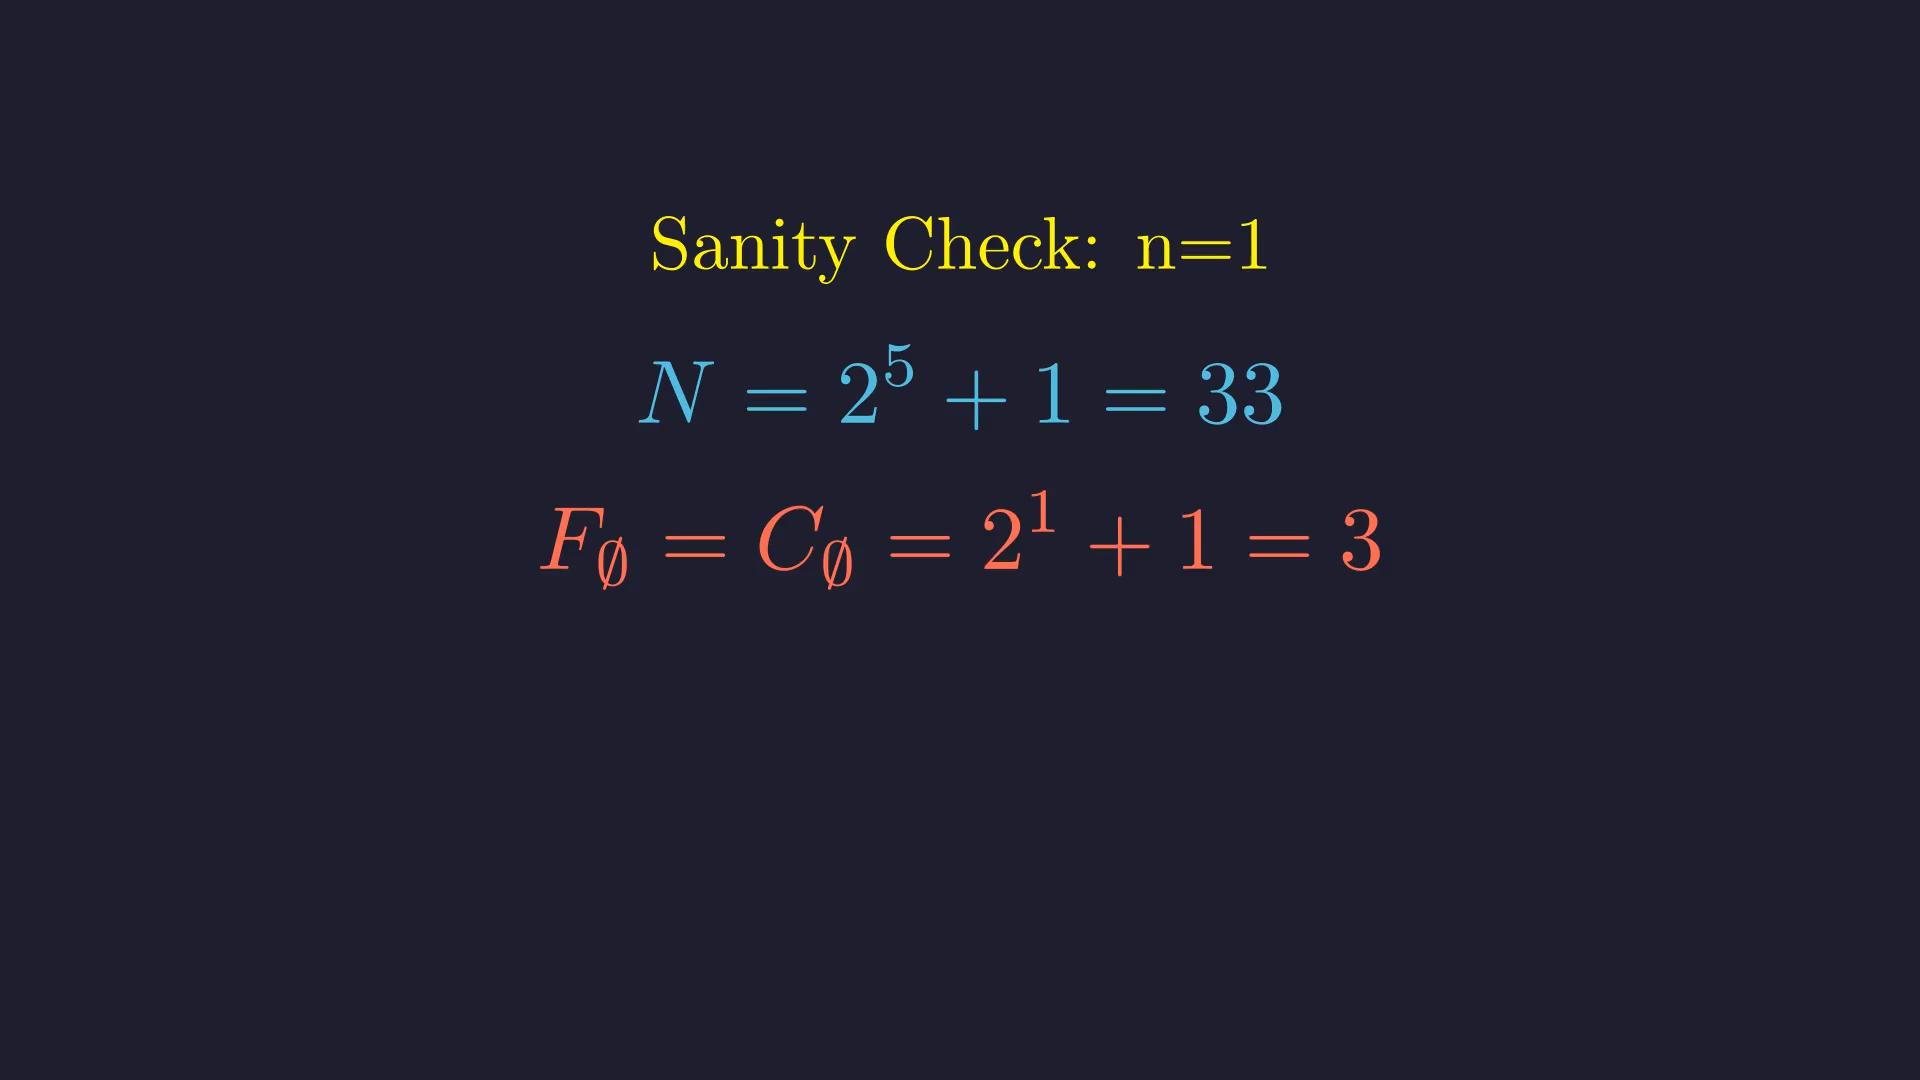 Sanity Check: n=1
N = 2^5 + 1 = 33
F_∅ = C_∅ = 2^1 + 1 = 3